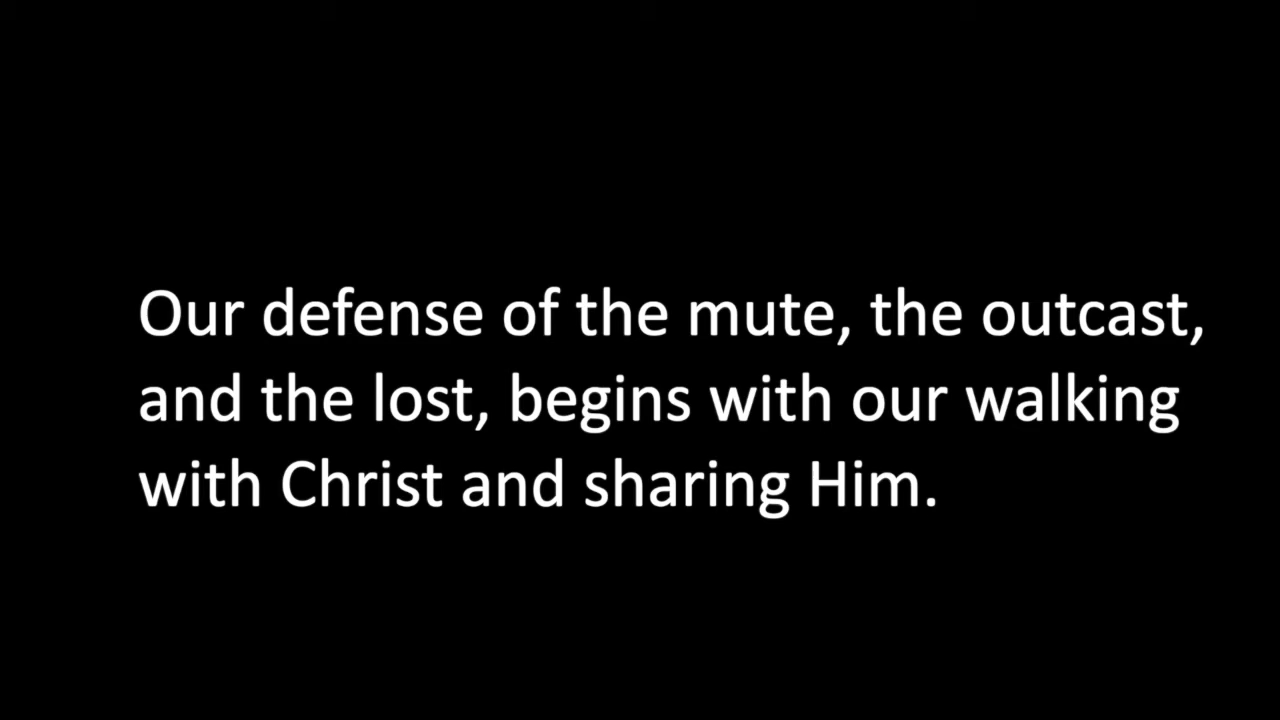 Our defense of the mute, the outcast,
and the lost, begins with our walking
with Christ and sharing Him.